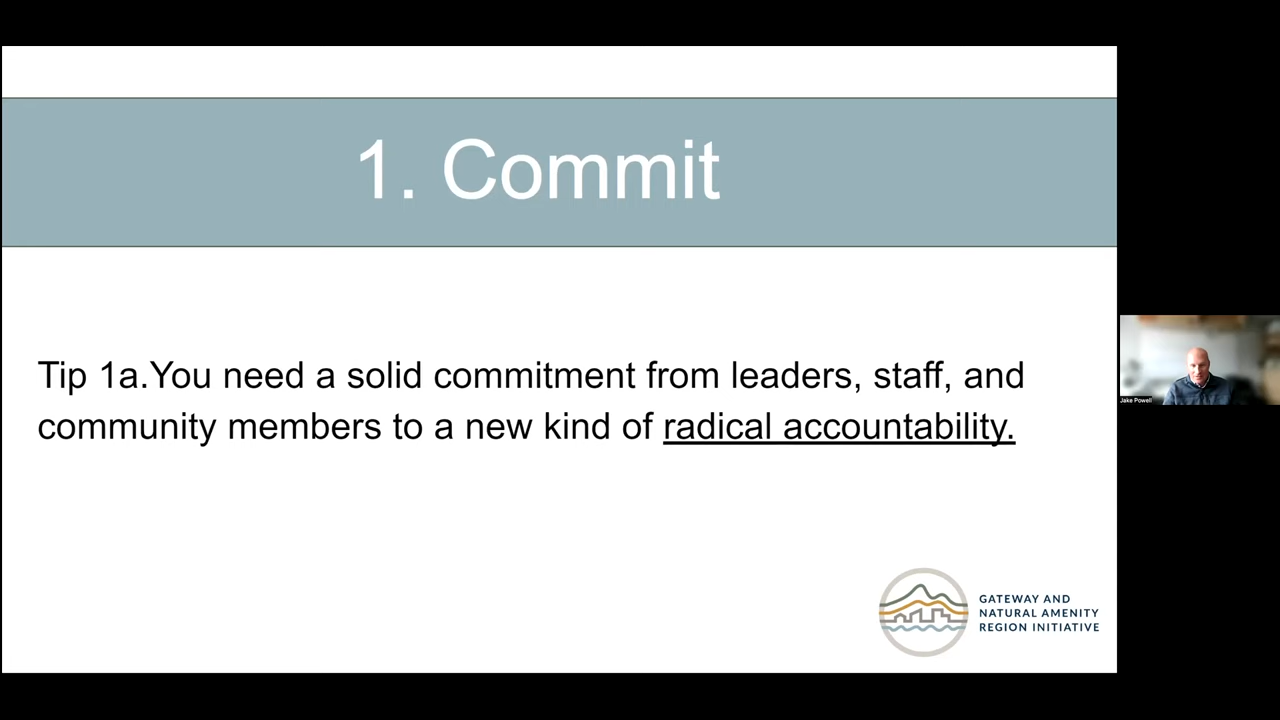 1. Commit
Tip 1a.You need a solid commitment from leaders, staff, and
community members to a new kind of radical accountability.
GATEWAY AND
NATURAL AMENITY
REGION INITIATIVE
Jake Powell